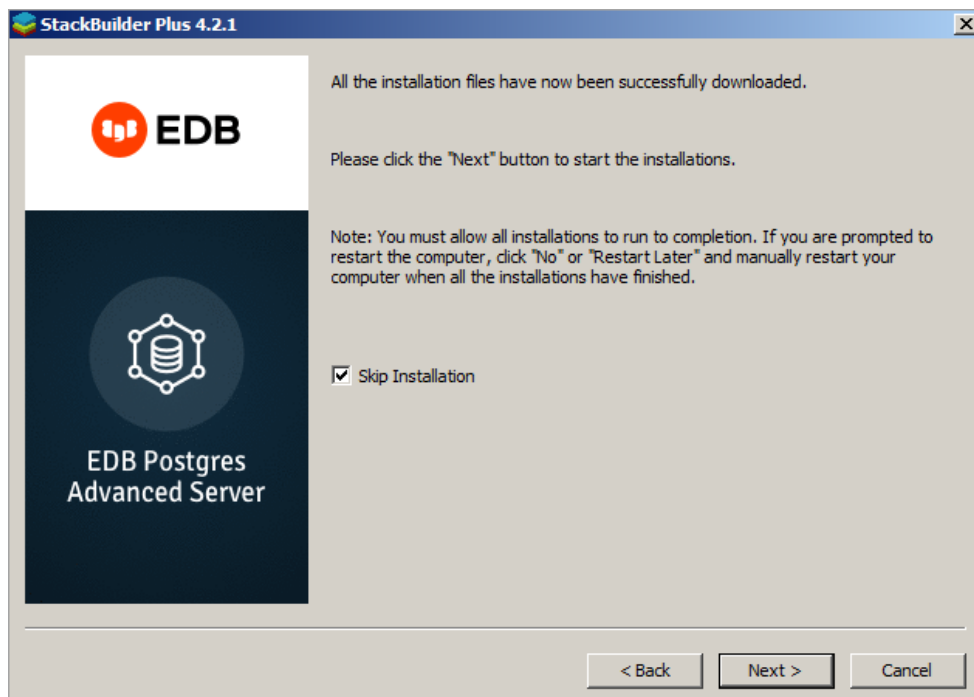 StackBuilder Plus 4.2.1
EDB
All the installation files have now been successfully downloaded.
Please click the "Next" button to start the installations.
Note: You must allow all installations to run to completion. If you are prompted to
restart the computer, click "No" or "Restart Later" and manually restart your
computer when all the installations have finished.
Skip Installation
EDB Postgres
Advanced Server
< Back
Next >
Cancel